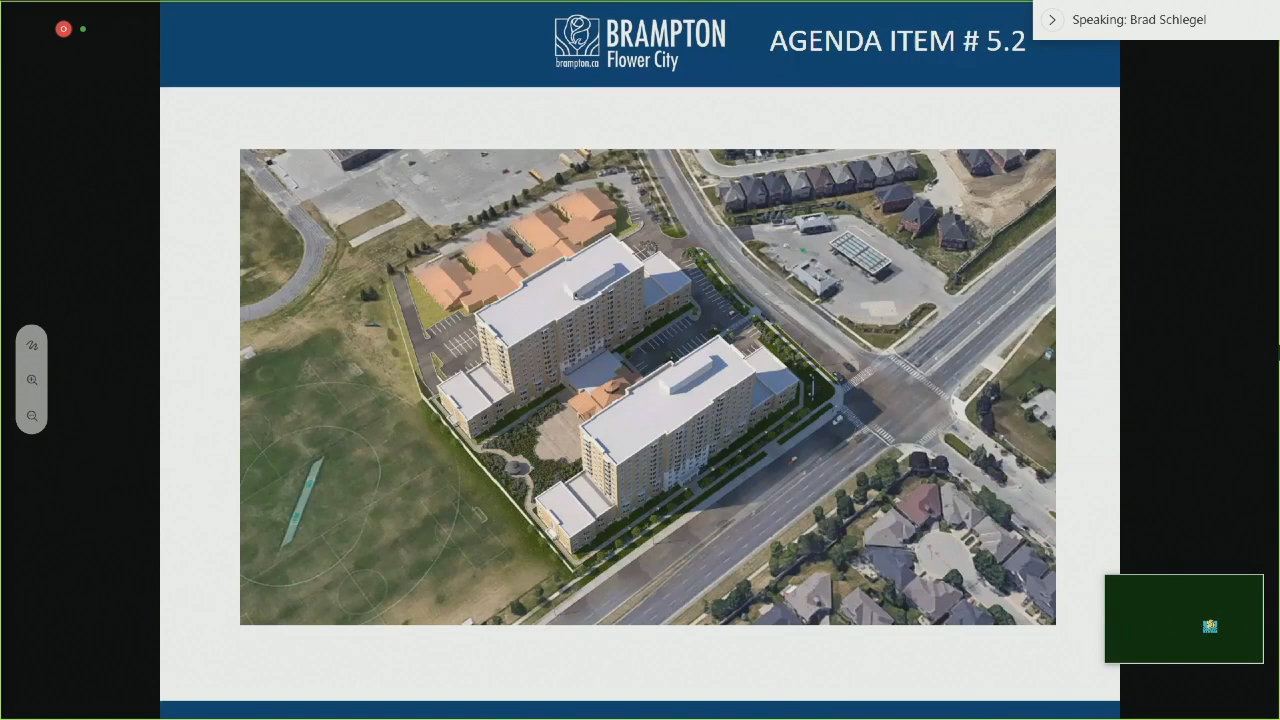 Speaking: Brad Schlegel
BRAMPTON
brampton.ca
Flower City
AGENDA ITEM # 5.2